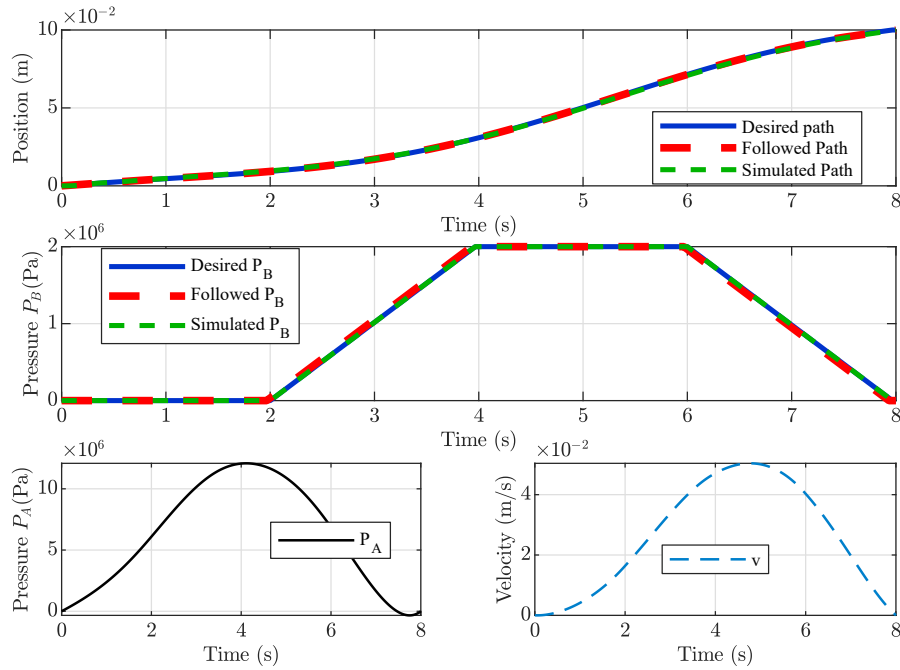 ×10⁻²
10
5
0
Position (m)
Desired path
Followed Path
Simulated Path
0 1 2 3 4 5 6 7 8
Time (s)
×10⁶
2
1
0
Pressure P_B (Pa)
Desired P_B
Followed P_B
Simulated P_B
0 1 2 3 4 5 6 7 8
Time (s)
×10⁶
10
5
0
Pressure P_A (Pa)
P_A
0 2 4 6 8
Time (s)
×10⁻²
4
2
0
Velocity (m/s)
v
0 2 4 6 8
Time (s)